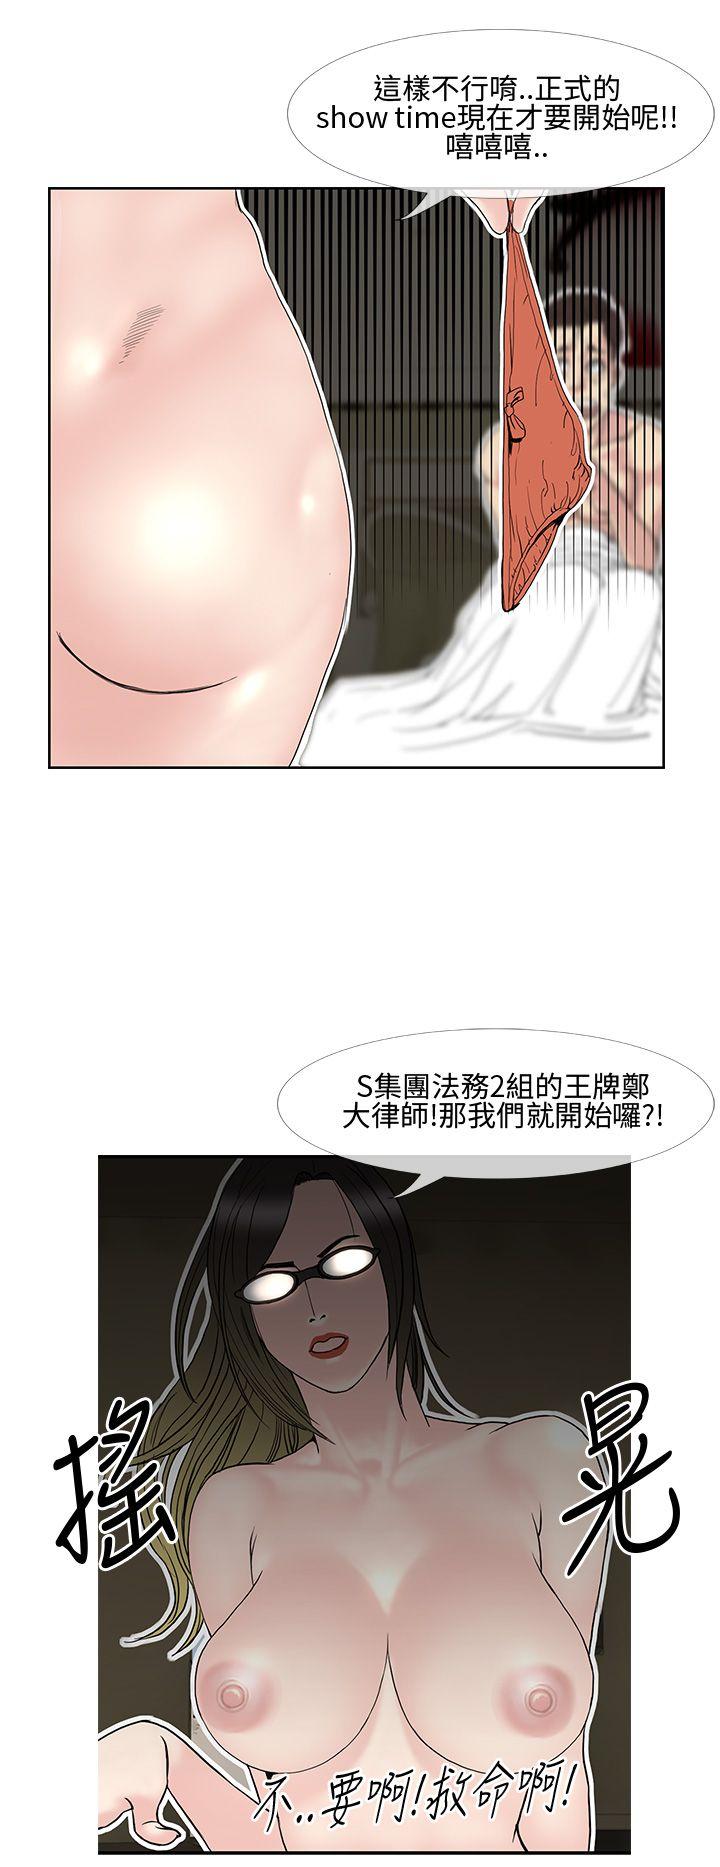 這樣不行唷..正式的
show time現在才要開始呢!!
嘻嘻嘻..
S集團法務2組的王牌鄭
大律師!那我們就開始囉?!
搖
晃
不..要啊!救命啊!